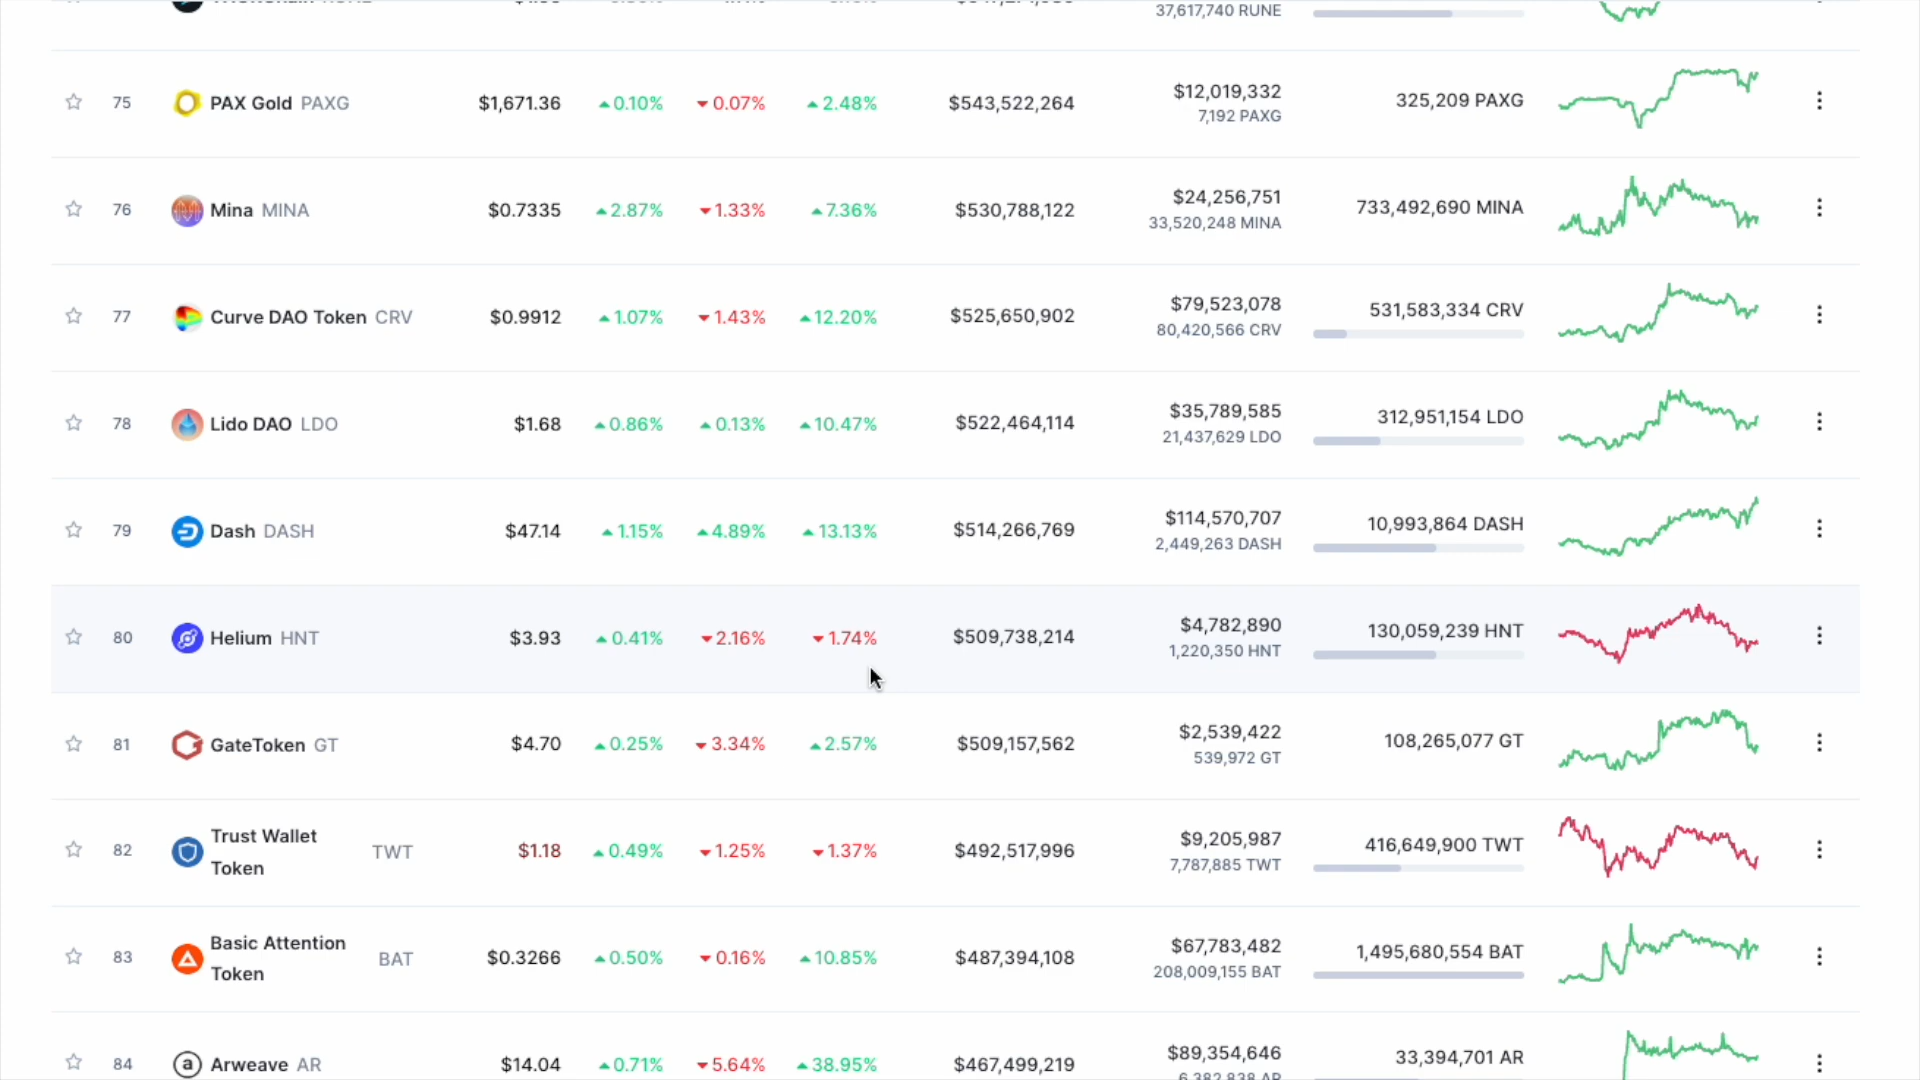 37,617,740 RUNE
75 PAX Gold PAXG $1,671.36 0.10% 0.07% 2.48% $543,522,264 $12,019,332 325,209 PAXG
7,192 PAXG
76 Mina MINA $0.7335 2.87% 1.33% 7.36% $530,788,122 $24,256,751 733,492,690 MINA
33,520,248 MINA
77 Curve DAO Token CRV $0.9912 1.07% 1.43% 12.20% $525,650,902 $79,523,078 531,583,334 CRV
80,420,566 CRV
78 Lido DAO LDO $1.68 0.86% 0.13% 10.47% $522,464,114 $35,789,585 312,951,154 LDO
21,437,629 LDO
79 Dash DASH $47.14 1.15% 4.89% 13.13% $514,266,769 $114,570,707 10,993,864 DASH
2,449,263 DASH
80 Helium HNT $3.93 0.41% 2.16% 1.74% $509,738,214 $4,782,890 130,059,239 HNT
1,220,350 HNT
81 GateToken GT $4.70 0.25% 3.34% 2.57% $509,157,562 $2,539,422 108,265,077 GT
539,972 GT
82 Trust Wallet Token TWT $1.18 0.49% 1.25% 1.37% $492,517,996 $9,205,987 416,649,900 TWT
7,787,885 TWT
83 Basic Attention Token BAT $0.3266 0.50% 0.16% 10.85% $487,394,108 $67,783,482 1,495,680,554 BAT
208,009,155 BAT
84 Arweave AR $14.04 0.71% 5.64% 38.95% $467,499,219 $89,354,646 33,394,701 AR